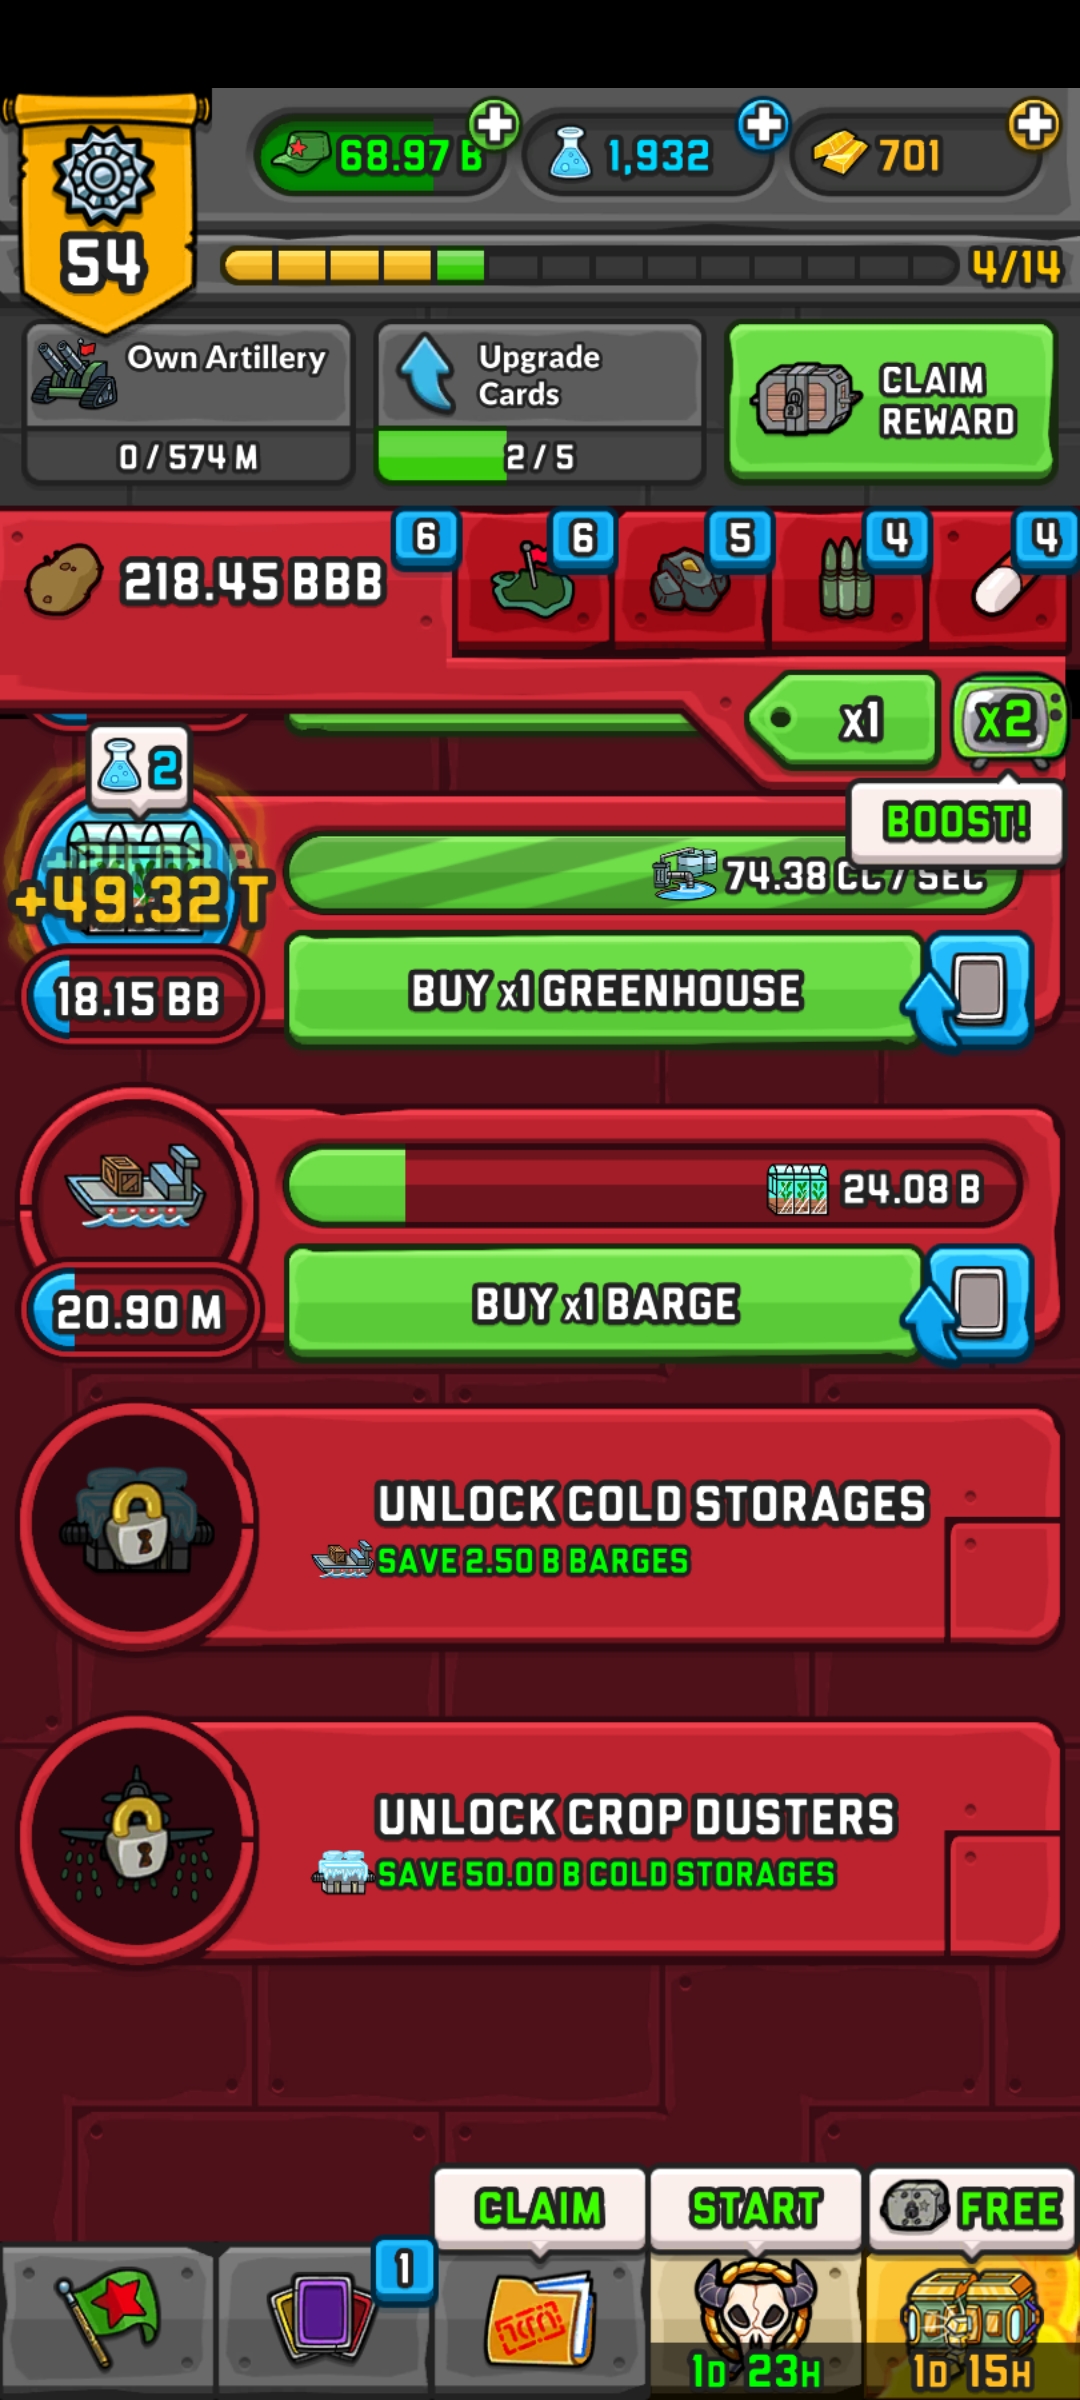 68.97 B
1,932
701
54
4/14
Own Artillery
0 / 574 M
Upgrade
Cards
2 / 5
CLAIM
REWARD
218.45 BBB
6
6
5
4
4
x1
x2
BOOST!
2
+49.32 T
74.38 CC / SEC
18.15 BB
BUY x1 GREENHOUSE
24.08 B
20.90 M
BUY x1 BARGE
UNLOCK COLD STORAGES
SAVE 2.50 B BARGES
UNLOCK CROP DUSTERS
SAVE 50.00 B COLD STORAGES
CLAIM
START
FREE
1
1D 23H
1D 15H